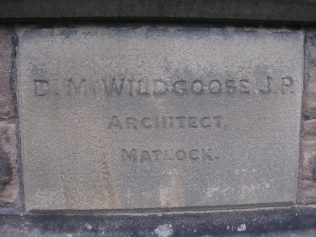 D. M. WILDGOOSE J.P.
ARCHITECT.
MATLOCK.